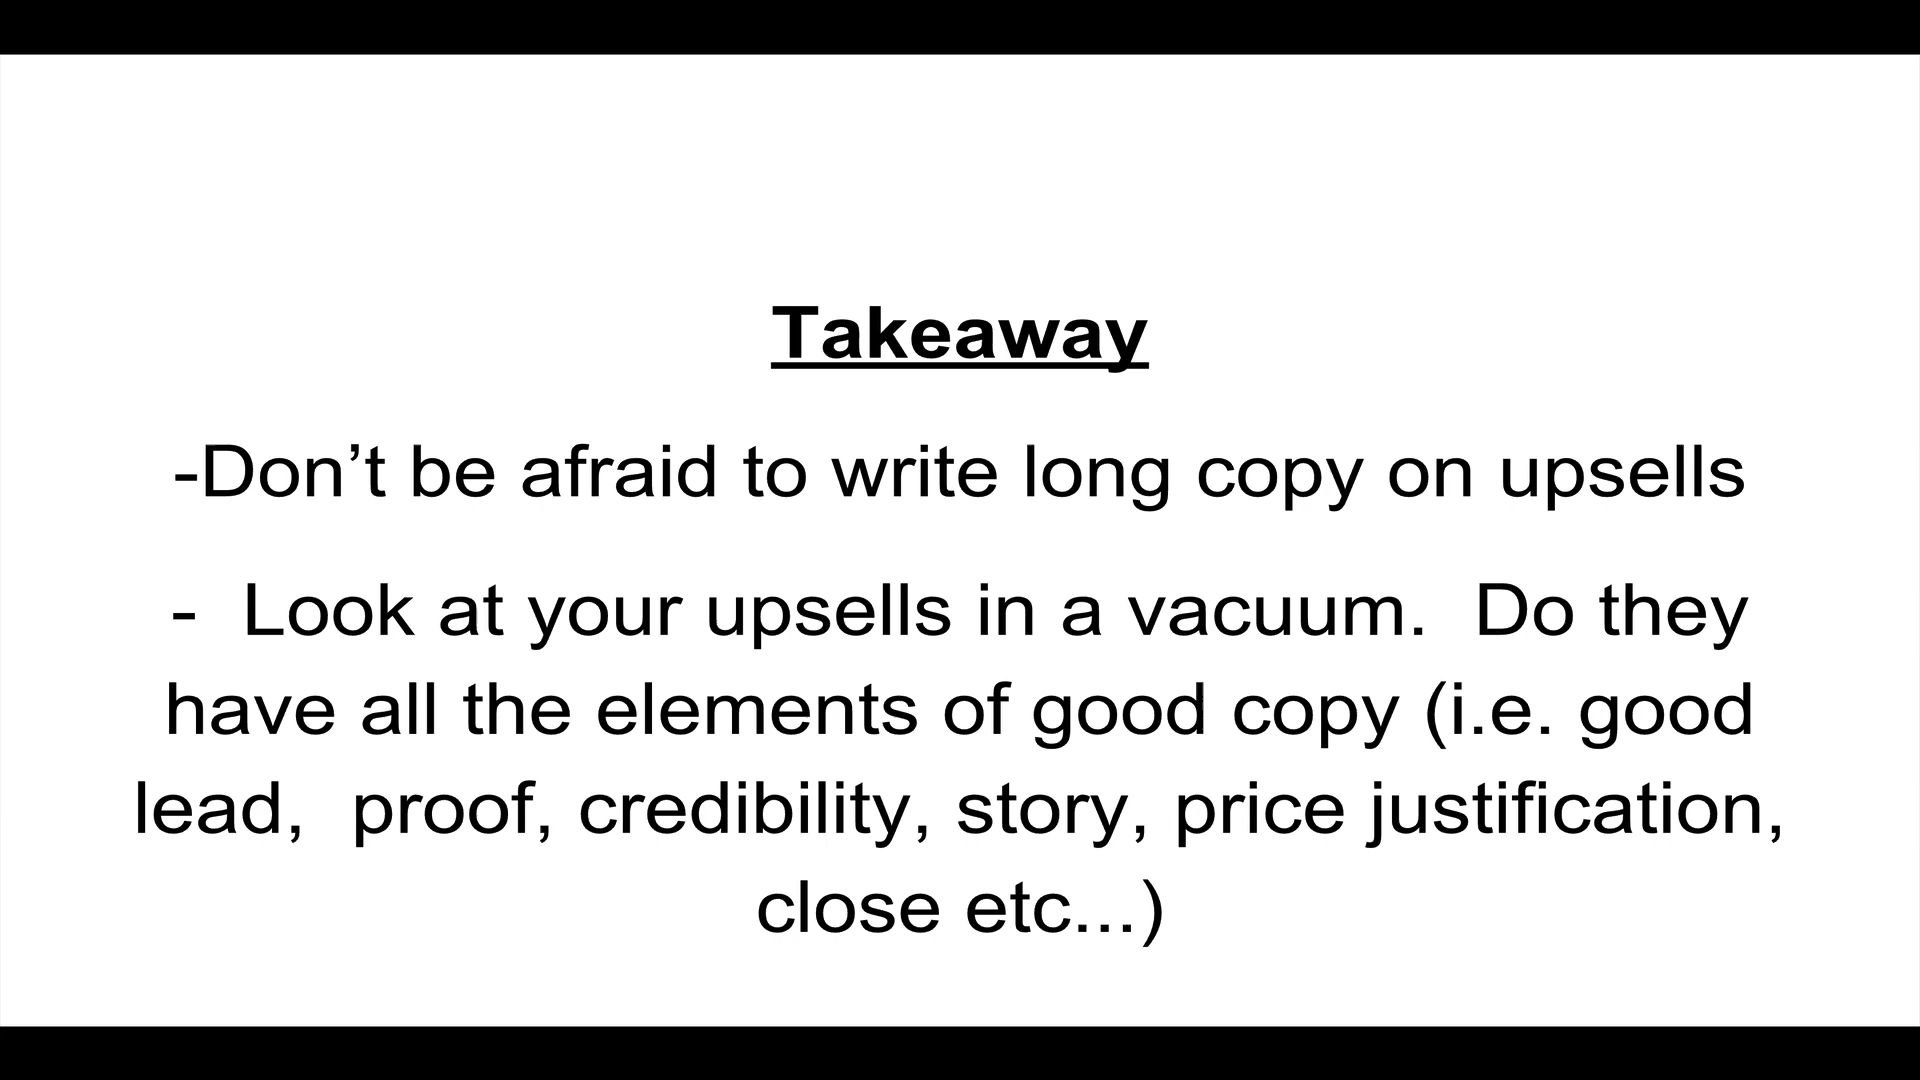 Takeaway
-Don’t be afraid to write long copy on upsells
-  Look at your upsells in a vacuum.  Do they
have all the elements of good copy (i.e. good
lead,  proof, credibility, story, price justification,
close etc...)